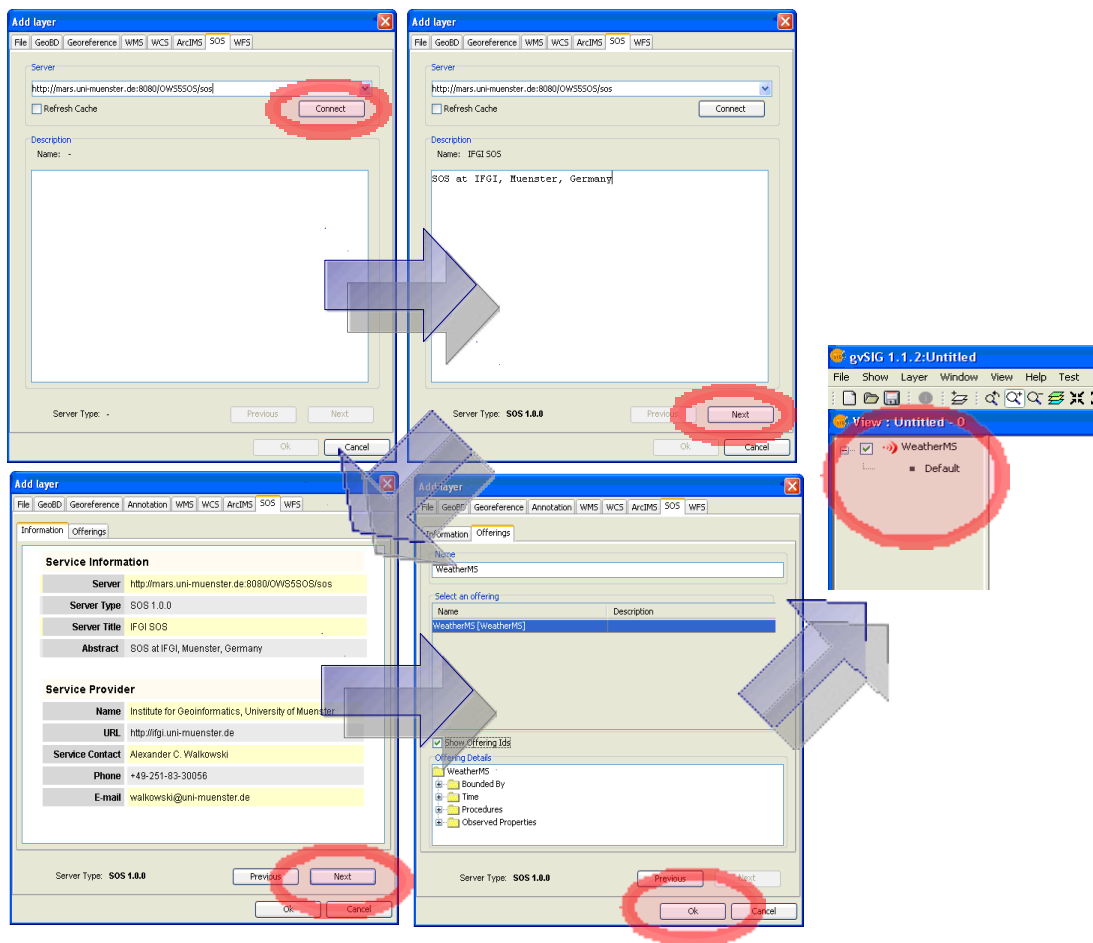 Add layer
File GeoBD Georeference WMS WCS ArcIMS SOS WFS
Server
http://mars.uni-muenster.de:8080/OWS5SOS/sos
Refresh Cache Connect
Description
Name: -
Server Type: - Previous Next
Ok Cancel
Add layer
File GeoBD Georeference WMS WCS ArcIMS SOS WFS
Server
http://mars.uni-muenster.de:8080/OWS5SOS/sos
Refresh Cache Connect
Description
Name: IFGI SOS
SOS at IFGI, Muenster, Germany
Server Type: SOS 1.0.0 Previous Next
Ok Cancel
Add layer
File GeoBD Georeference Annotation WMS WCS ArcIMS SOS WFS
Information Offerings
Service Information
Server http://mars.uni-muenster.de:8080/OWS5SOS/sos
Server Type SOS 1.0.0
Server Title IFGI SOS
Abstract SOS at IFGI, Muenster, Germany
Service Provider
Name Institute for Geoinformatics, University of Muenster
URL http://ifgi.uni-muenster.de
Service Contact Alexander C. Walkowski
Phone +49-251-83-30056
E-mail walkowski@uni-muenster.de
Server Type: SOS 1.0.0 Previous Next
Ok Cancel
Add layer
File GeoBD Georeference Annotation WMS WCS ArcIMS SOS WFS
Information Offerings
Name
WeatherMS
Select an offering
Name Description
WeatherMS [WeatherMS]
Show Offering Ids
Offering Details
WeatherMS
Bounded By
Time
Procedures
Observed Properties
Server Type: SOS 1.0.0 Previous Next
Ok Cancel
gvSIG 1.1.2:Untitled
File Show Layer Window View Help Test
View : Untitled - 0
WeatherMS
Default